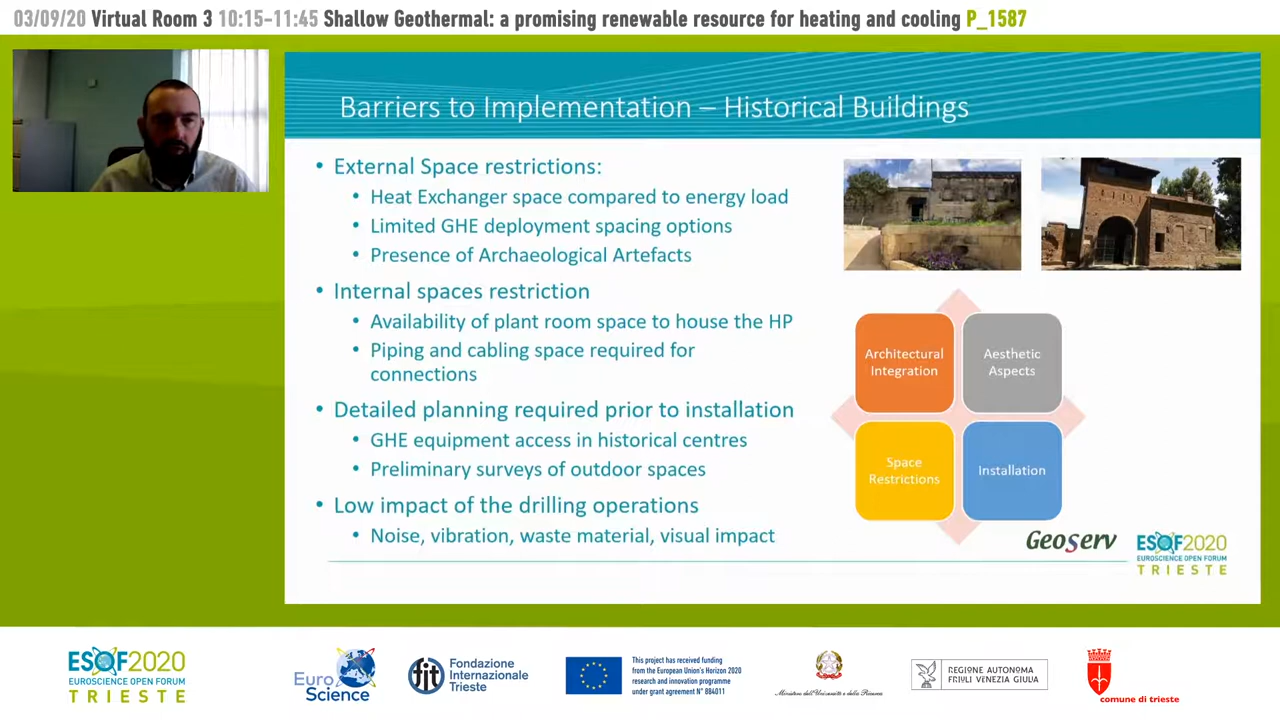 03/09/20 Virtual Room 3 10:15-11:45 Shallow Geothermal: a promising renewable resource for heating and cooling P_1587
Barriers to Implementation – Historical Buildings
• External Space restrictions:
• Heat Exchanger space compared to energy load
• Limited GHE deployment spacing options
• Presence of Archaeological Artefacts
• Internal spaces restriction
• Availability of plant room space to house the HP
• Piping and cabling space required for
connections
• Detailed planning required prior to installation
• GHE equipment access in historical centres
• Preliminary surveys of outdoor spaces
• Low impact of the drilling operations
• Noise, vibration, waste material, visual impact
Architectural
Integration
Aesthetic
Aspects
Space
Restrictions
Installation
Geoserv
ESOF2020
EUROSCIENCE OPEN FORUM
TRIESTE
ESOF2020
EUROSCIENCE OPEN FORUM
TRIESTE
Euro
Science
fit
Fondazione
Internazionale
Trieste
This project has received funding
from the European Union's Horizon 2020
research and innovation programme
under grant agreement N° 884011
Ministero dell'Università e della Ricerca
REGIONE AUTONOMA
FRIULI VENEZIA GIULIA
comune di trieste